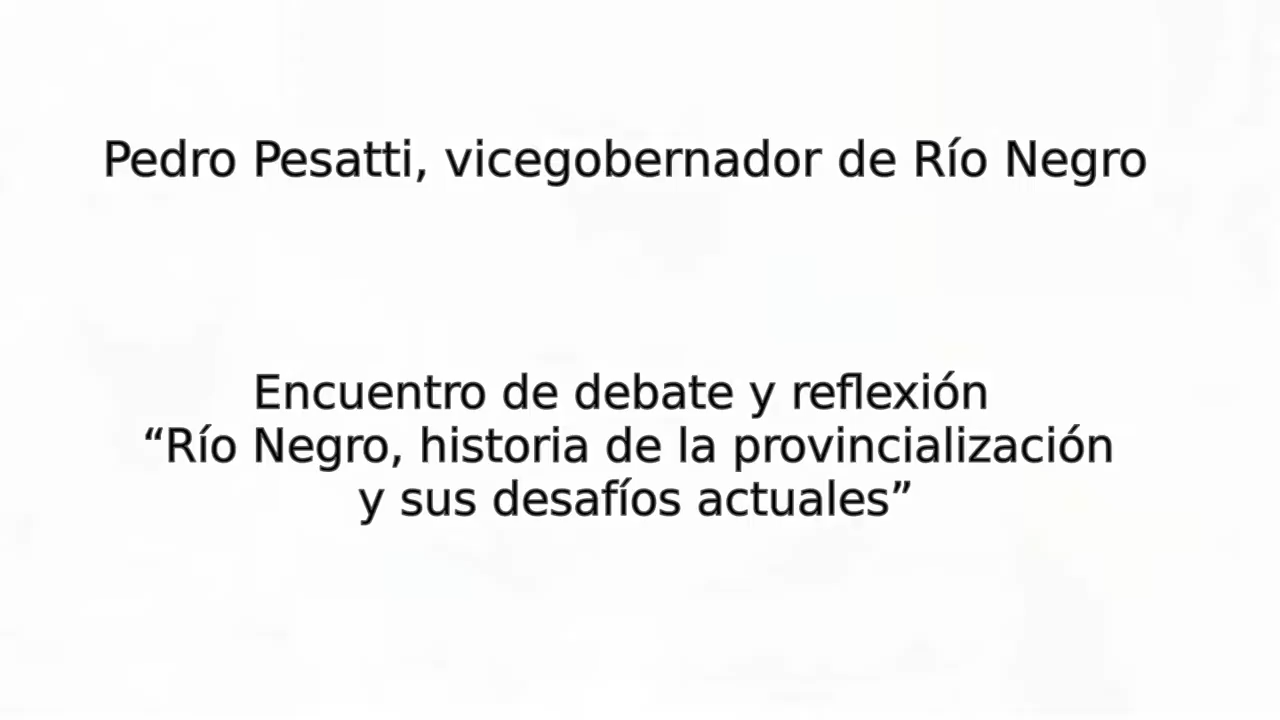 Pedro Pesatti, vicegobernador de Río Negro
Encuentro de debate y reflexión
“Río Negro, historia de la provincialización
y sus desafíos actuales”